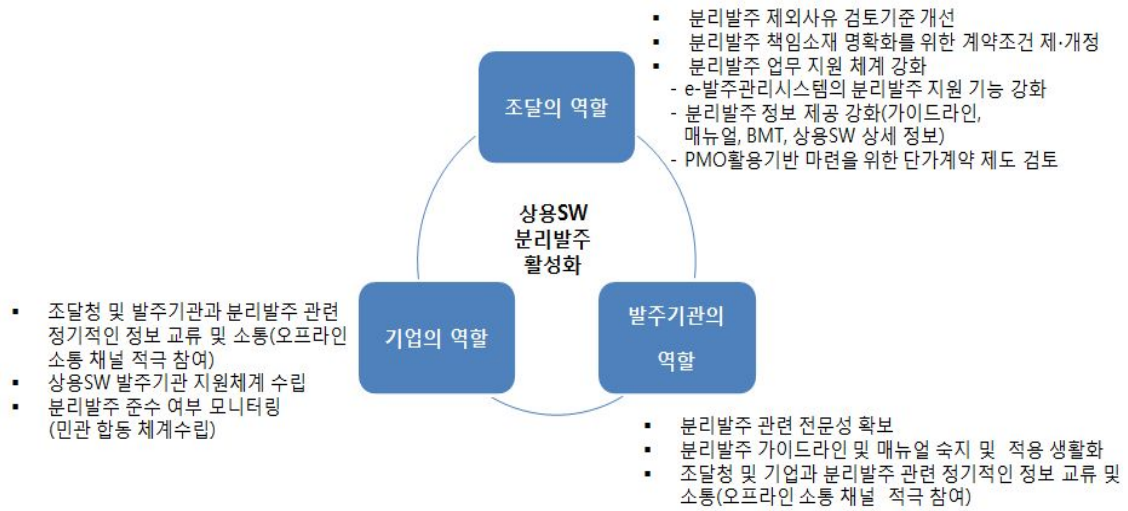 ▪ 분리발주 제외사유 검토기준 개선
▪ 분리발주 책임소재 명확화를 위한 계약조건 제·개정
▪ 분리발주 업무 지원 체계 강화
- e-발주관리시스템의 분리발주 지원 기능 강화
- 분리발주 정보 제공 강화(가이드라인,
매뉴얼, BMT, 상용SW 상세 정보)
- PMO활용기반 마련을 위한 단가계약 제도 검토
조달의 역할
상용SW
분리발주
활성화
기업의 역할
발주기관의
역할
▪ 조달청 및 발주기관과 분리발주 관련
정기적인 정보 교류 및 소통(오프라인
소통 채널 적극 참여)
▪ 상용SW 발주기관 지원체계 수립
▪ 분리발주 준수 여부 모니터링
(민관 합동 체계수립)
▪ 분리발주 관련 전문성 확보
▪ 분리발주 가이드라인 및 매뉴얼 숙지 및 적용 생활화
▪ 조달청 및 기업과 분리발주 관련 정기적인 정보 교류 및
소통(오프라인 소통 채널 적극 참여)